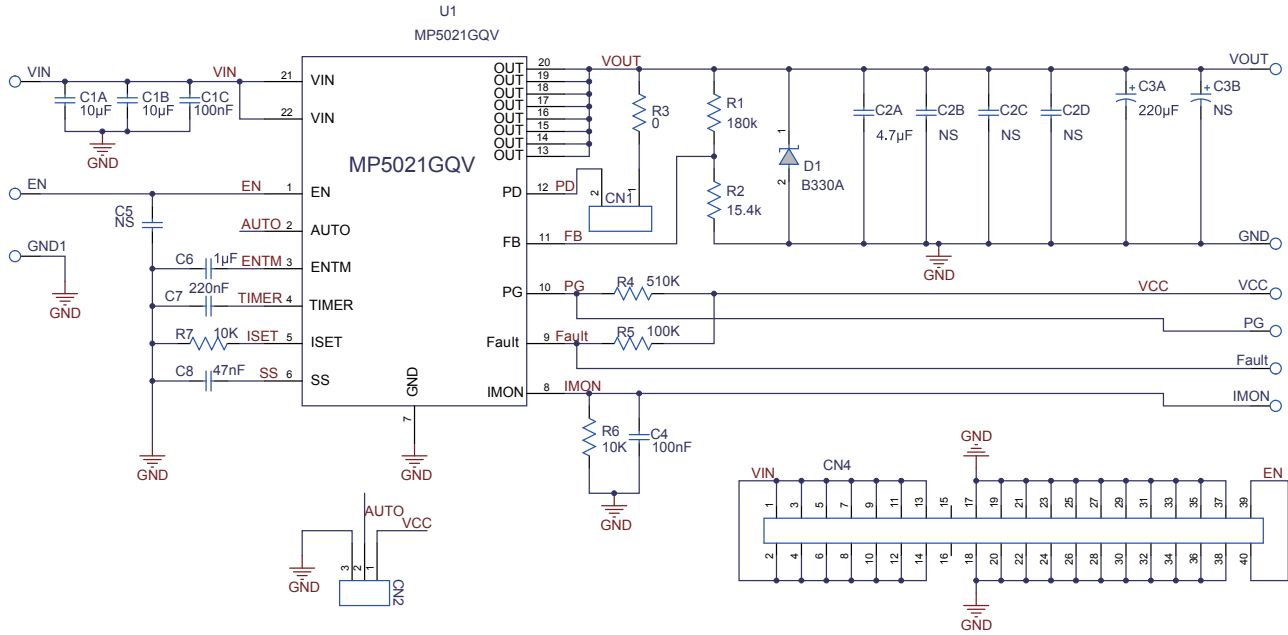 U1
MP5021GQV
VIN
VIN
C1A
10µF
C1B
10µF
C1C
100nF
GND
21
VIN
22
VIN
MP5021GQV
OUT
20
OUT
19
OUT
18
OUT
17
OUT
16
OUT
15
OUT
14
OUT
13
VOUT
R3
0
R1
180k
R2
15.4k
1
2
D1
B330A
C2A
4.7µF
C2B
NS
C2C
NS
C2D
NS
+
C3A
220µF
+
C3B
NS
VOUT
EN
EN
1
EN
C5
NS
AUTO
2
AUTO
GND1
GND
C6
1µF
ENTM
3
ENTM
C7
220nF
TIMER
4
TIMER
R7
10K
ISET
5
ISET
C8
47nF
SS
6
SS
GND
GND
7
GND
PD
12
PD
2
1
CN1
FB
11
FB
GND
GND
PG
10
PG
R4
510K
VCC
VCC
PG
Fault
9
Fault
R5
100K
Fault
IMON
8
IMON
IMON
R6
10K
C4
100nF
GND
AUTO
VCC
GND
3
2
1
CN2
VIN
CN4
GND
EN
1
3
5
7
9
11
13
15
17
19
21
23
25
27
29
31
33
35
37
39
2
4
6
8
10
12
14
16
18
20
22
24
26
28
30
32
34
36
38
40
GND